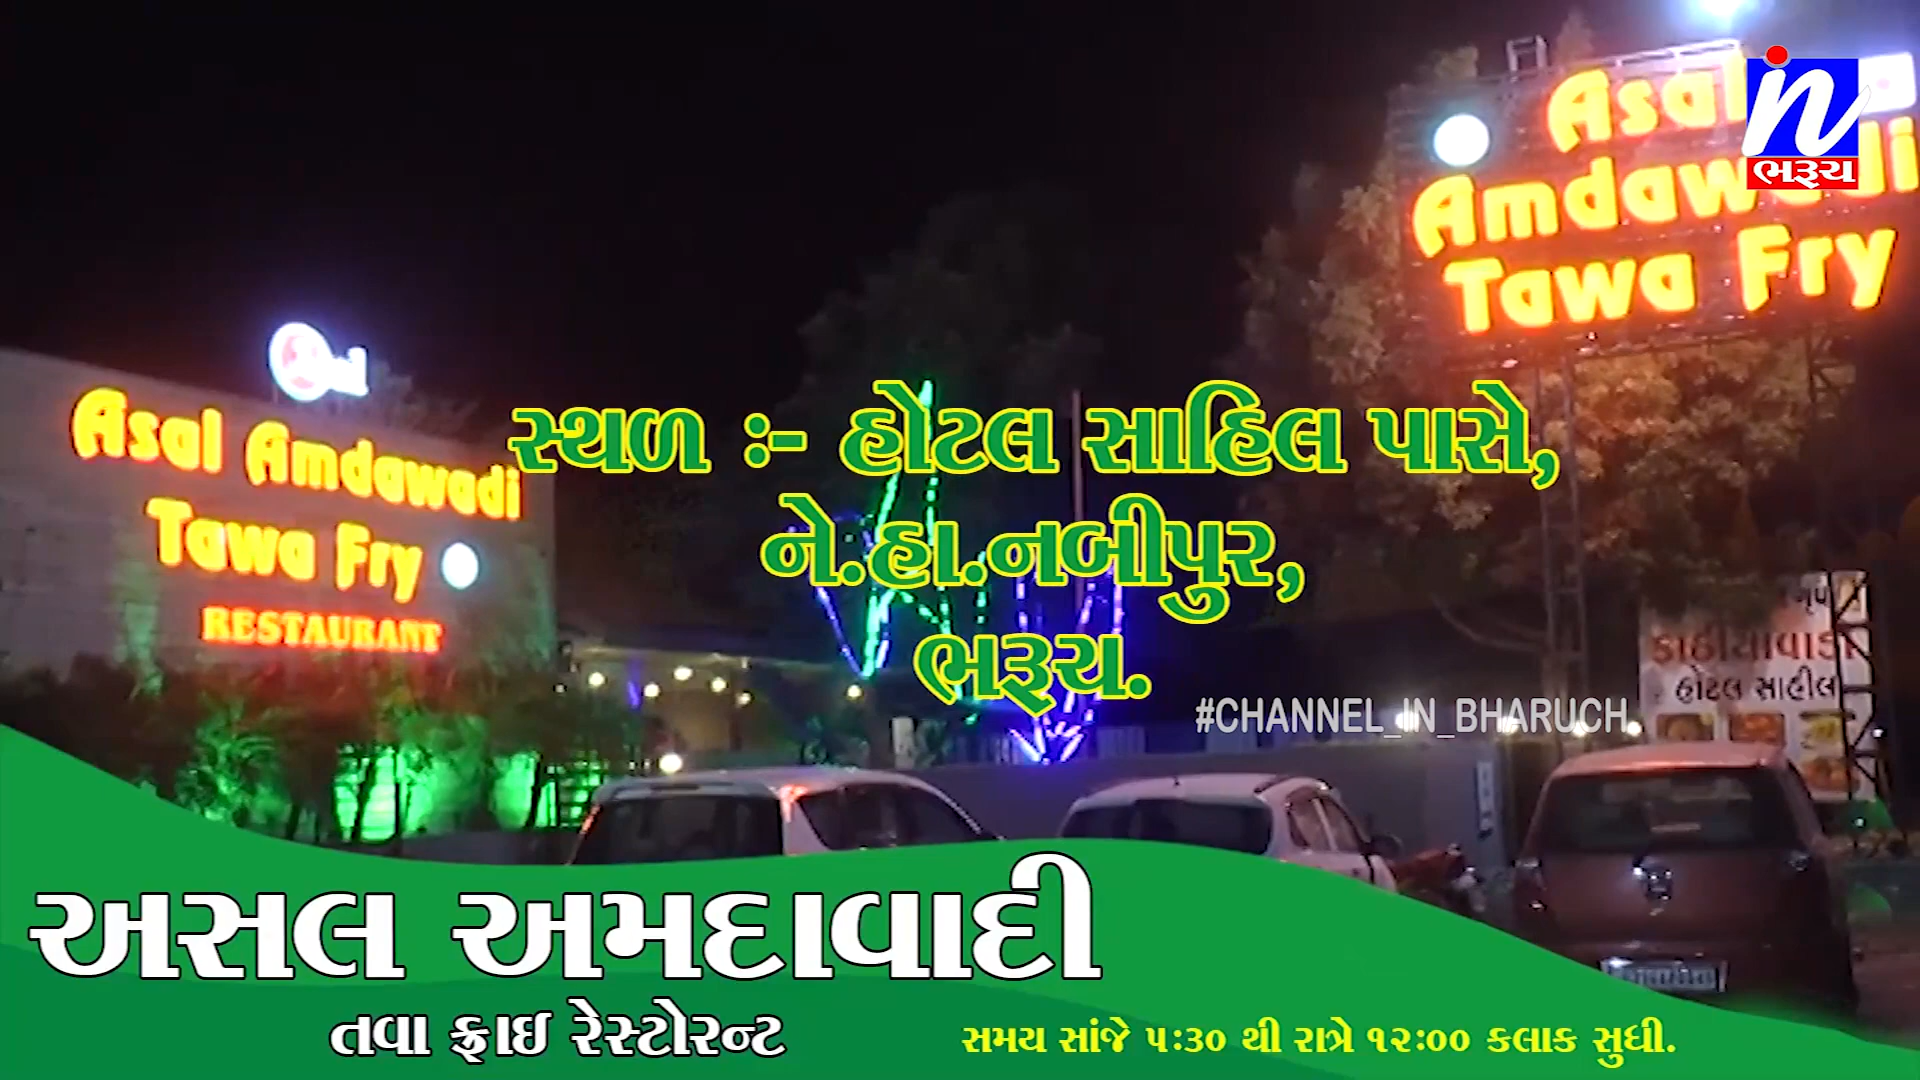 Asal
Amdawadi
Tawa Fry
in
ભરૂચ
Asal Amdawadi
Tawa Fry
RESTAURANT
સ્થળ :- હોટલ સાહિલ પાસે,
ને.હા.નબીપુર,
ભરૂચ.
#CHANNEL_IN_BHARUCH
કાઠીયાવાડી
હોટલ સાહીલ
અસલ અમદાવાદી
તવા ફ્રાઇ રેસ્ટોરન્ટ
સમય સાંજે ૫:૩૦ થી રાત્રે ૧૨:૦૦ કલાક સુધી.